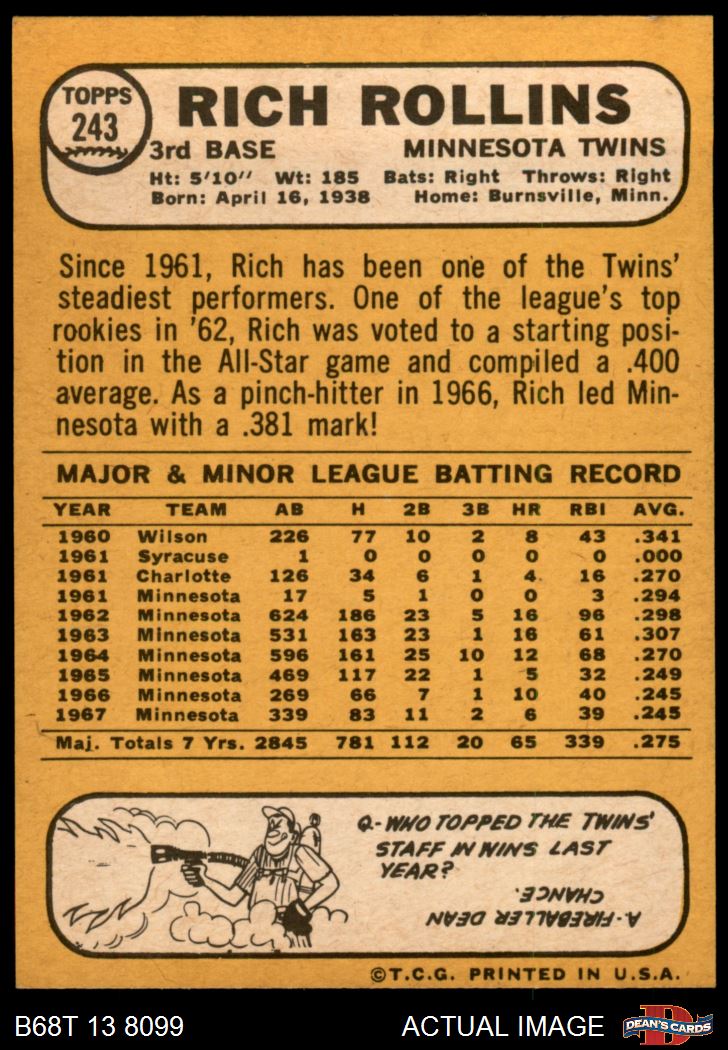 TOPPS
243
RICH ROLLINS
3rd BASE MINNESOTA TWINS
Ht: 5'10" Wt: 185 Bats: Right Throws: Right
Born: April 16, 1938 Home: Burnsville, Minn.
Since 1961, Rich has been one of the Twins'
steadiest performers. One of the league's top
rookies in '62, Rich was voted to a starting posi-
tion in the All-Star game and compiled a .400
average. As a pinch-hitter in 1966, Rich led Min-
nesota with a .381 mark!
MAJOR & MINOR LEAGUE BATTING RECORD
YEAR TEAM AB H 2B 3B HR RBI AVG.
1960 Wilson 226 77 10 2 8 43 .341
1961 Syracuse 1 0 0 0 0 0 .000
1961 Charlotte 126 34 6 1 4 16 .270
1961 Minnesota 17 5 1 0 0 3 .294
1962 Minnesota 624 186 23 5 16 96 .298
1963 Minnesota 531 163 23 1 16 61 .307
1964 Minnesota 596 161 25 10 12 68 .270
1965 Minnesota 469 117 22 1 5 32 .249
1966 Minnesota 269 66 7 1 10 40 .245
1967 Minnesota 339 83 11 2 6 39 .245
Maj. Totals 7 Yrs. 2845 781 112 20 65 339 .275
Q-WHO TOPPED THE TWINS'
STAFF IN WINS LAST
YEAR?
A-FIREBALLER DEAN
CHANCE.
©T.C.G. PRINTED IN U.S.A.
B68T 13 8099 ACTUAL IMAGE
D
DEAN'S CARDS